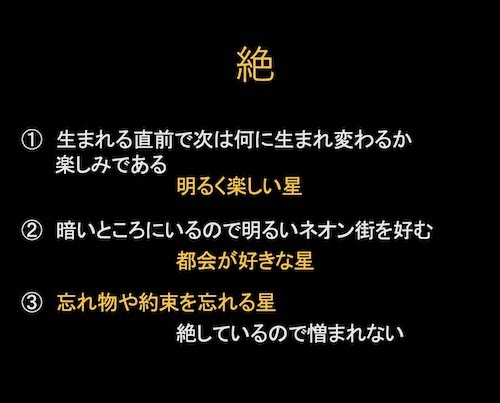 絶
① 生まれる直前で次は何に生まれ変わるか
楽しみである
明るく楽しい星
② 暗いところにいるので明るいネオン街を好む
都会が好きな星
③ 忘れ物や約束を忘れる星
絶しているので憎まれない